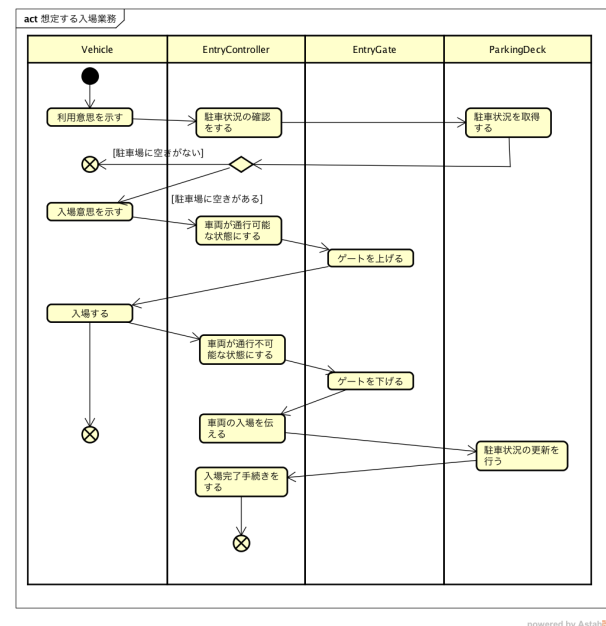 act 想定する入場業務
Vehicle
EntryController
EntryGate
ParkingDeck
利用意思を示す
駐車状況の確認
をする
駐車状況を取得
する
[駐車場に空きがない]
[駐車場に空きがある]
入場意思を示す
車両が通行可能
な状態にする
ゲートを上げる
入場する
車両が通行不可
能な状態にする
ゲートを下げる
車両の入場を伝
える
駐車状況の更新を
行う
入場完了手続きを
する
powered by Astah